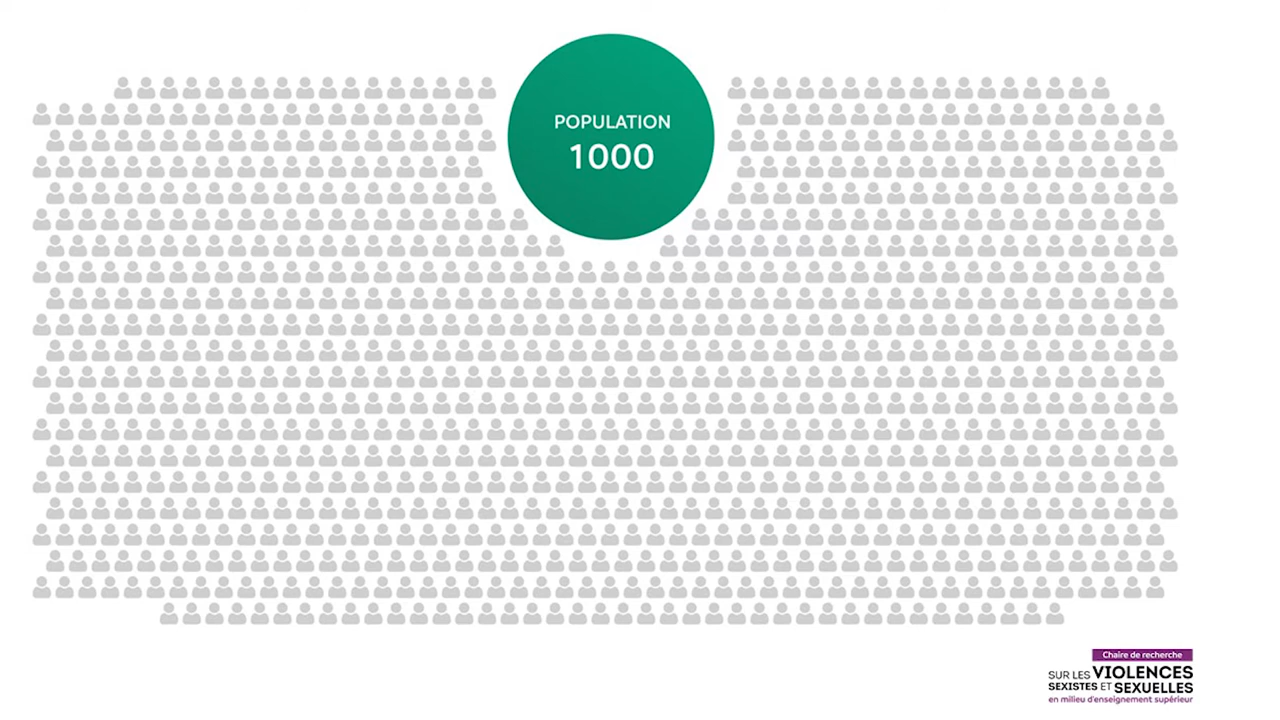 POPULATION
1000
Chaire de recherche
SUR LES VIOLENCES
SEXISTES ET SEXUELLES
en milieu d'enseignement supérieur